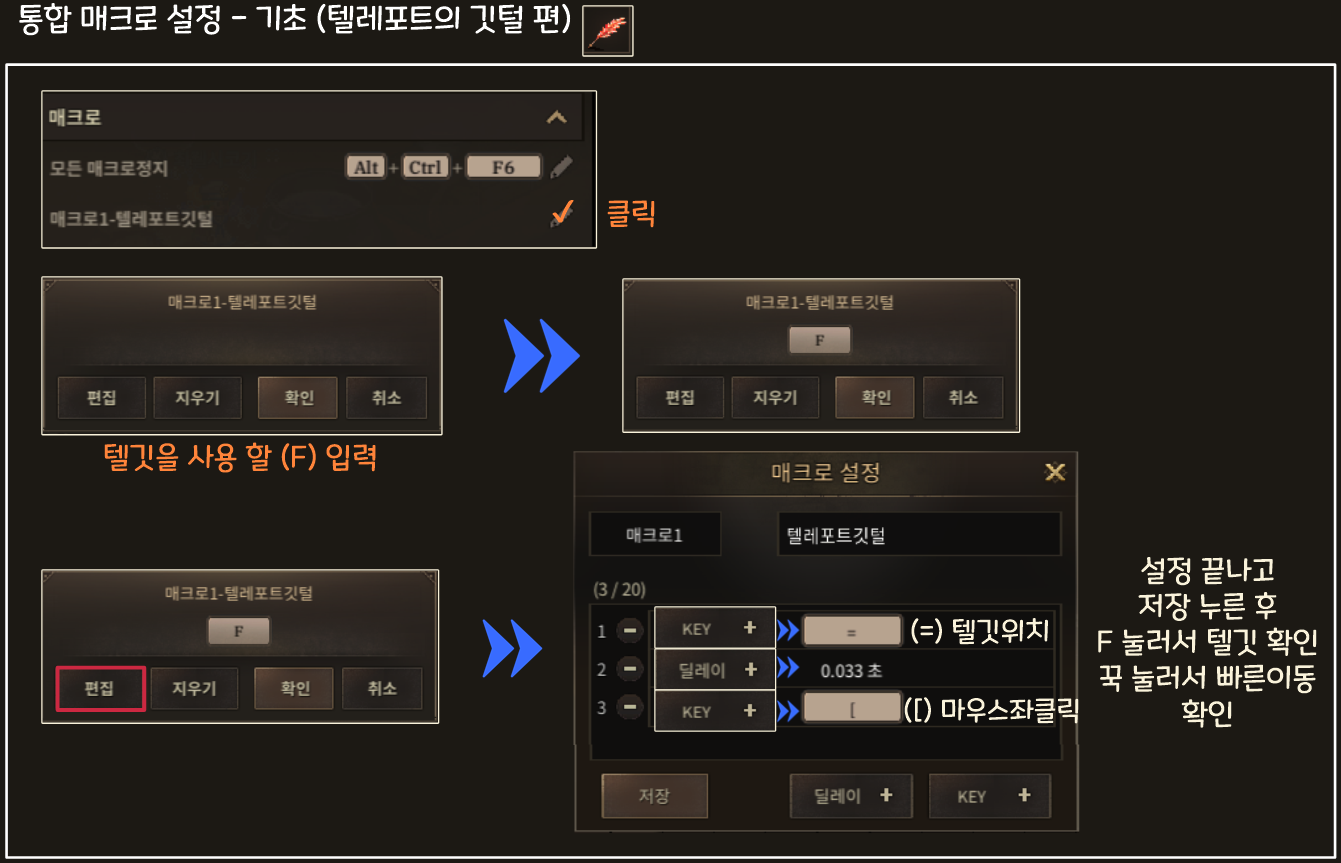 통합 매크로 설정 - 기초 (텔레포트의 깃털 편)
매크로
모든 매크로정지 Alt + Ctrl + F6
매크로1-텔레포트깃털
클릭
매크로1-텔레포트깃털
편집 지우기 확인 취소
텔깃을 사용 할 (F) 입력
매크로1-텔레포트깃털
F
편집 지우기 확인 취소
매크로1-텔레포트깃털
F
편집 지우기 확인 취소
매크로 설정
매크로1 텔레포트깃털
(3 / 20)
1 KEY + = (=) 텔깃위치
2 딜레이 + 0.033 초
3 KEY + [ ([) 마우스좌클릭
저장 딜레이 + KEY +
설정 끝나고
저장 누른 후
F 눌러서 텔깃 확인
꾹 눌러서 빠른이동
확인